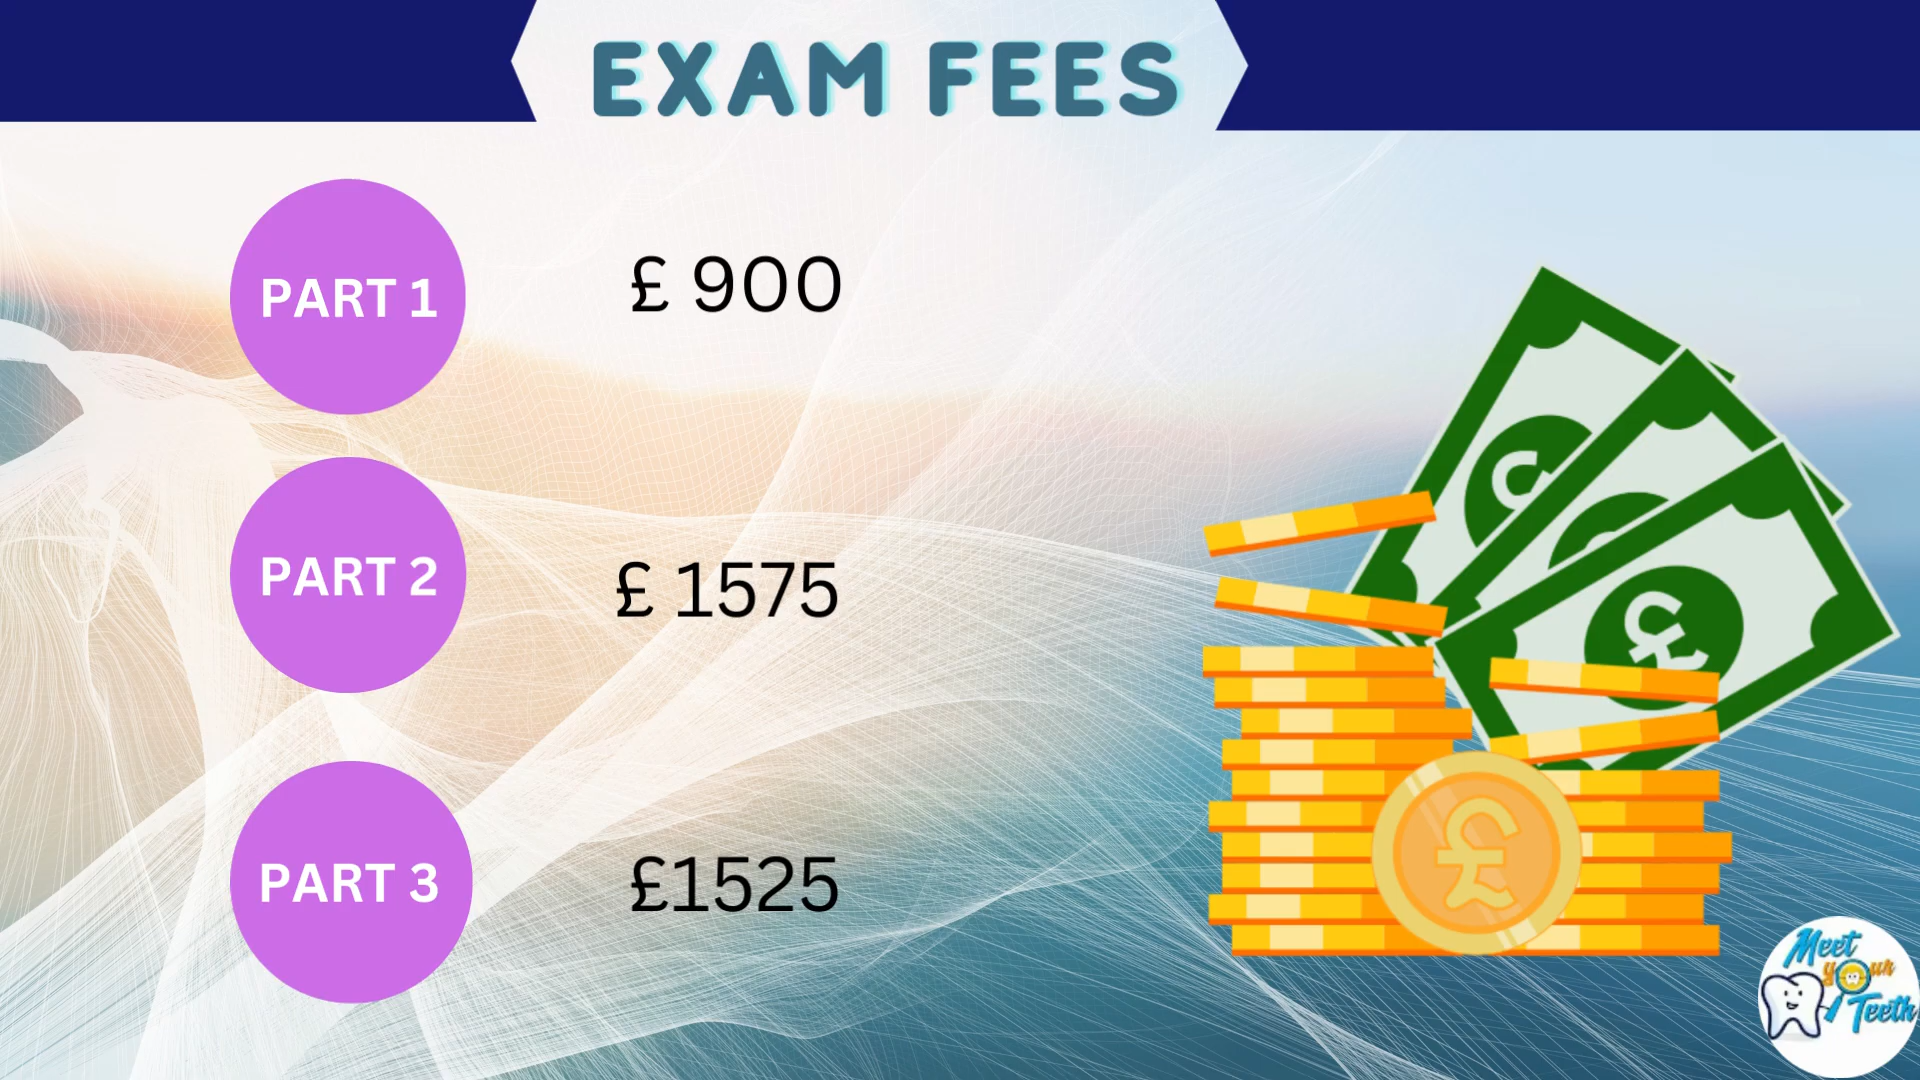 EXAM FEES
PART 1
£ 900
PART 2
£ 1575
PART 3
£1525
£
£
Meet
your
Teeth